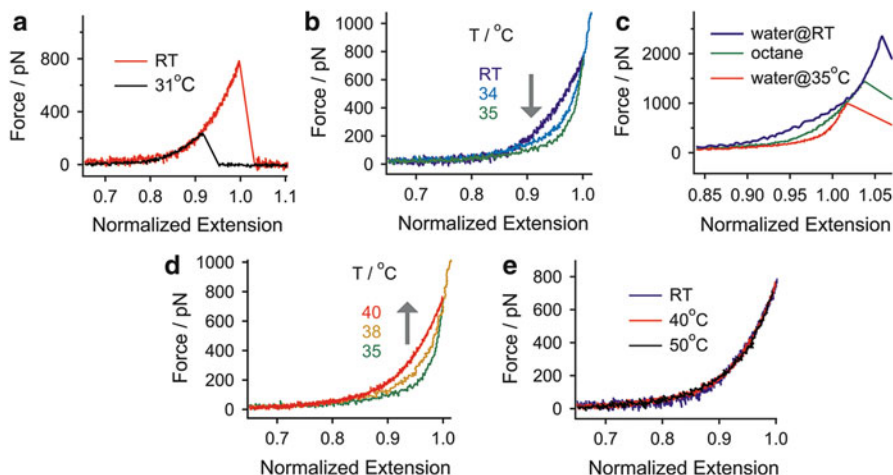 a
Force / pN
800
400
0
RT
31°C
0.7 0.8 0.9 1.0 1.1
Normalized Extension
b
Force / pN
1000
800
600
400
200
0
T / °C
RT
34
35
0.7 0.8 0.9 1.0
Normalized Extension
c
Force / pN
2000
1000
0
water@RT
octane
water@35°C
0.85 0.90 0.95 1.00 1.05
Normalized Extension
d
Force / pN
1000
800
600
400
200
0
T / °C
40
38
35
0.7 0.8 0.9 1.0
Normalized Extension
e
Force / pN
800
600
400
200
0
RT
40°C
50°C
0.7 0.8 0.9 1.0
Normalized Extension